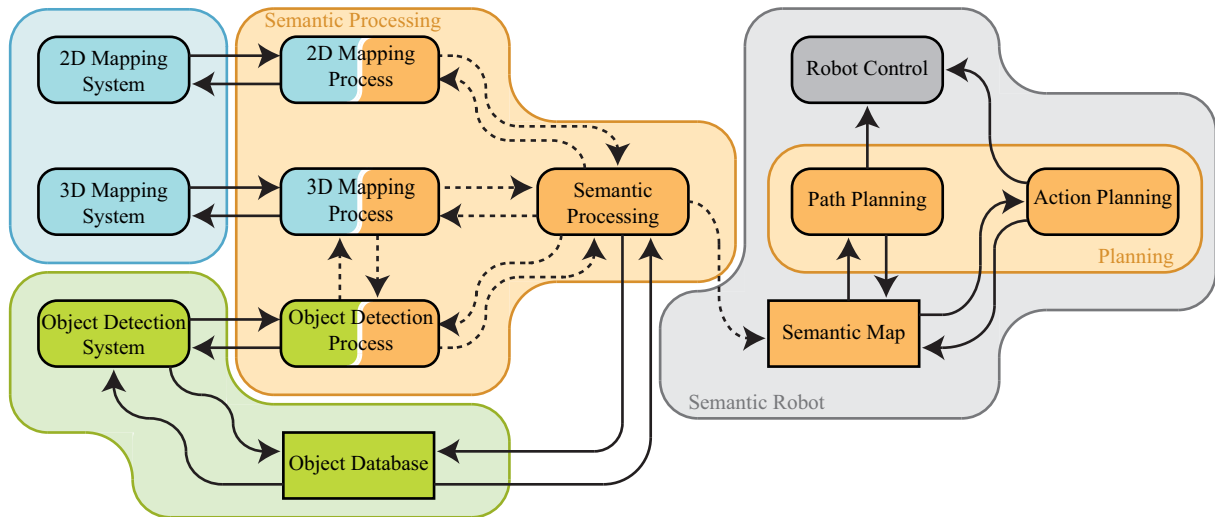 Semantic Processing
2D Mapping
System
2D Mapping
Process
Robot Control
3D Mapping
System
3D Mapping
Process
Semantic
Processing
Path Planning
Action Planning
Planning
Object Detection
System
Object Detection
Process
Semantic Map
Semantic Robot
Object Database